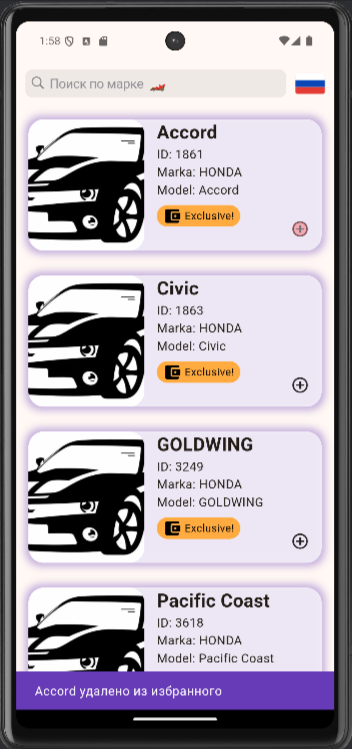 1:58
Поиск по марке
Accord
ID: 1861
Marka: HONDA
Model: Accord
Exclusive!
Civic
ID: 1863
Marka: HONDA
Model: Civic
Exclusive!
GOLDWING
ID: 3249
Marka: HONDA
Model: GOLDWING
Exclusive!
Pacific Coast
ID: 3618
Marka: HONDA
Model: Pacific Coast
Accord удалено из избранного